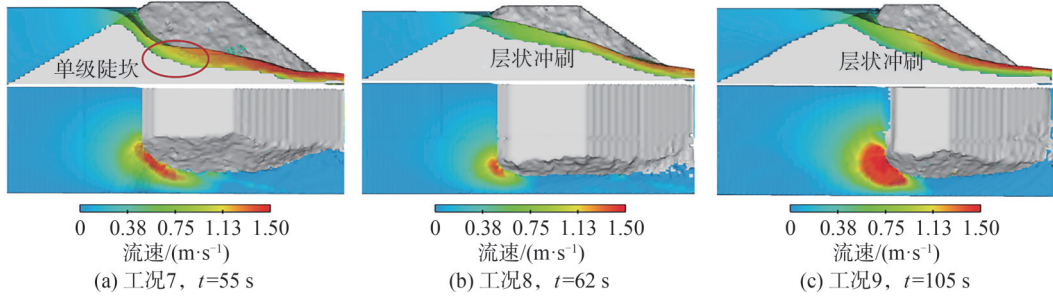 单级陡坎
层状冲刷
层状冲刷
0 0.38 0.75 1.13 1.50
流速/(m·s⁻¹)
(a) 工况7，t=55 s
0 0.38 0.75 1.13 1.50
流速/(m·s⁻¹)
(b) 工况8，t=62 s
0 0.38 0.75 1.13 1.50
流速/(m·s⁻¹)
(c) 工况9，t=105 s